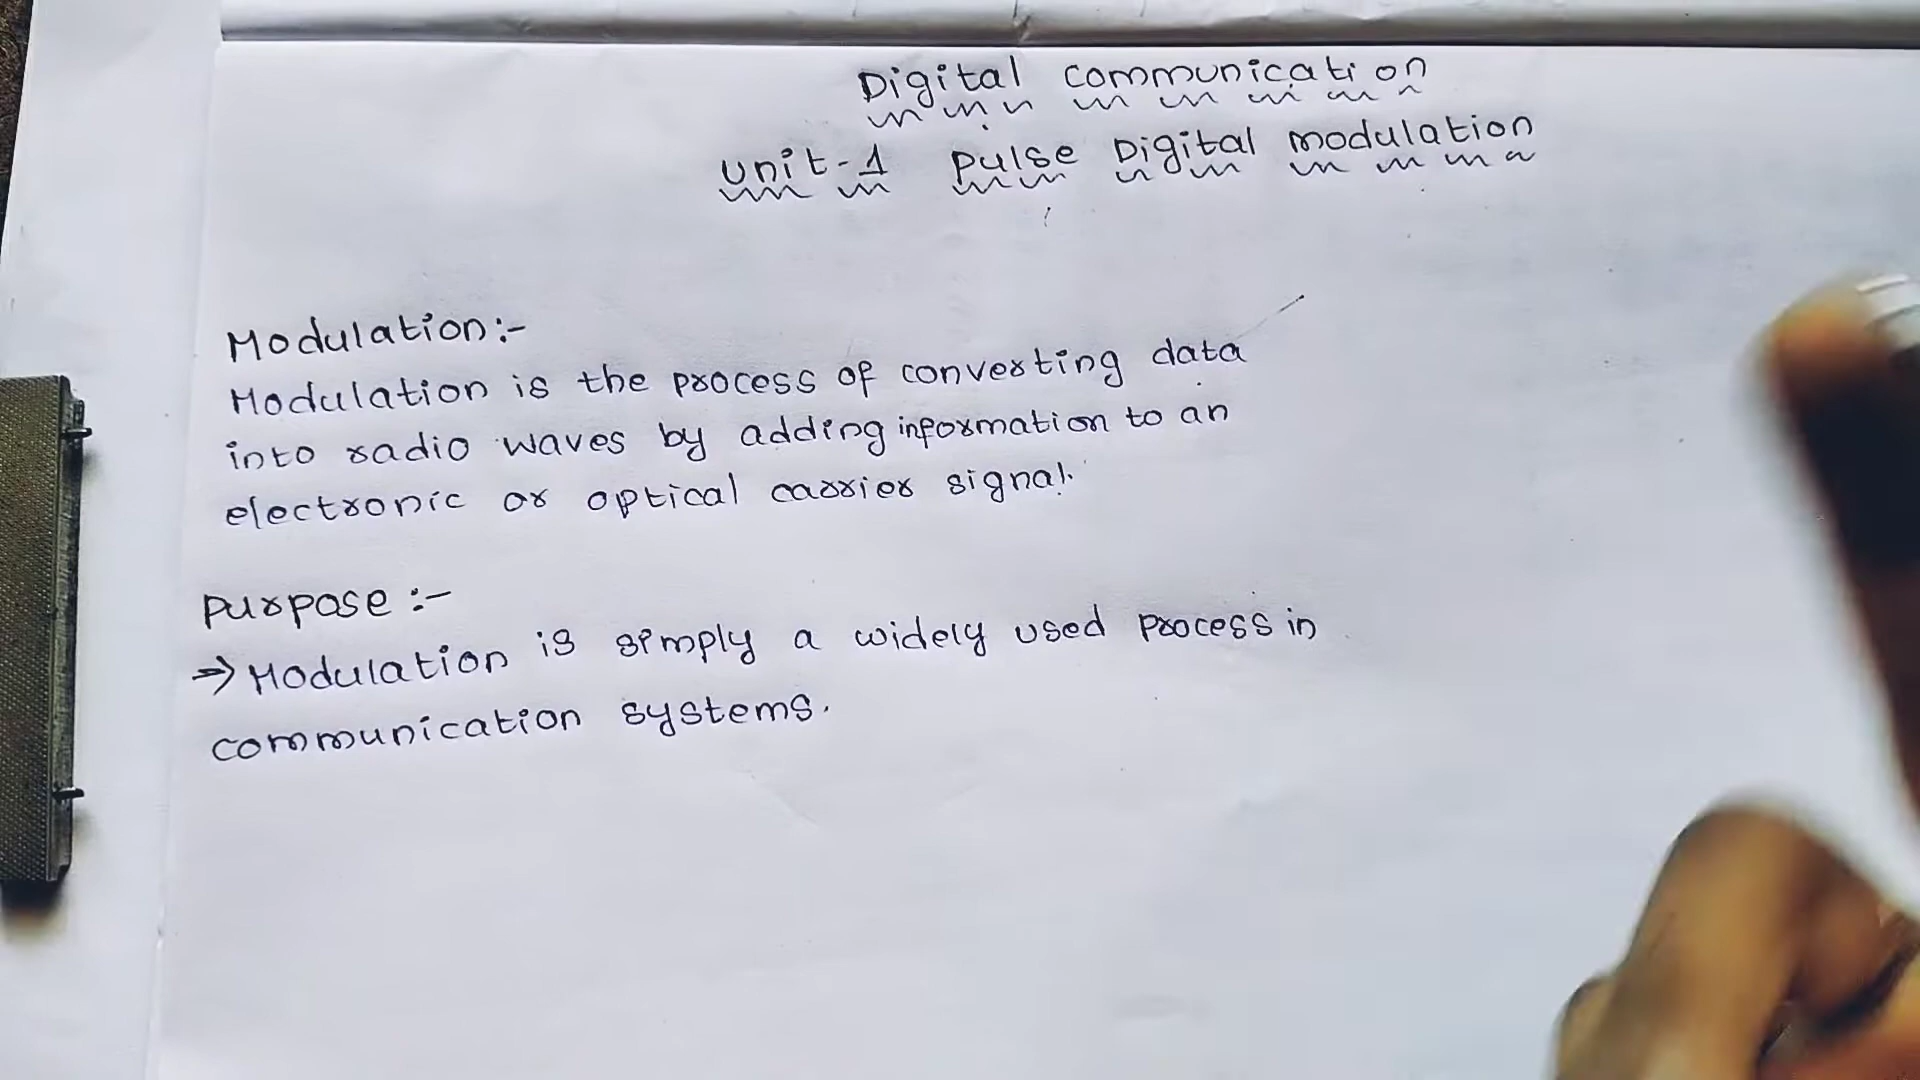 Digital communication
unit-1 pulse Digital modulation
Modulation:-
Modulation is the process of converting data
into radio waves by adding information to an
electronic or optical carrier signal.
purpose :-
→ Modulation is simply a widely used process in
communication systems.